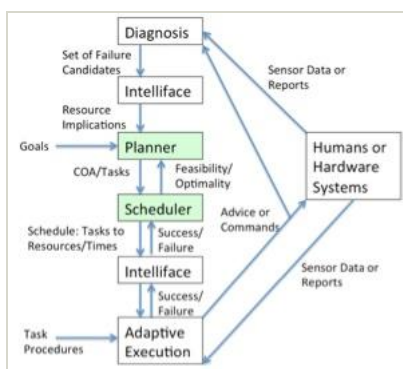 Diagnosis
Set of Failure
Candidates
Sensor Data or
Reports
Intelliface
Resource
Implications
Humans or
Hardware
Systems
Goals
Planner
COA/Tasks
Feasibility/
Optimality
Scheduler
Advice or
Commands
Schedule: Tasks to
Resources/Times
Success/
Failure
Sensor Data or
Reports
Intelliface
Success/
Failure
Task
Procedures
Adaptive
Execution